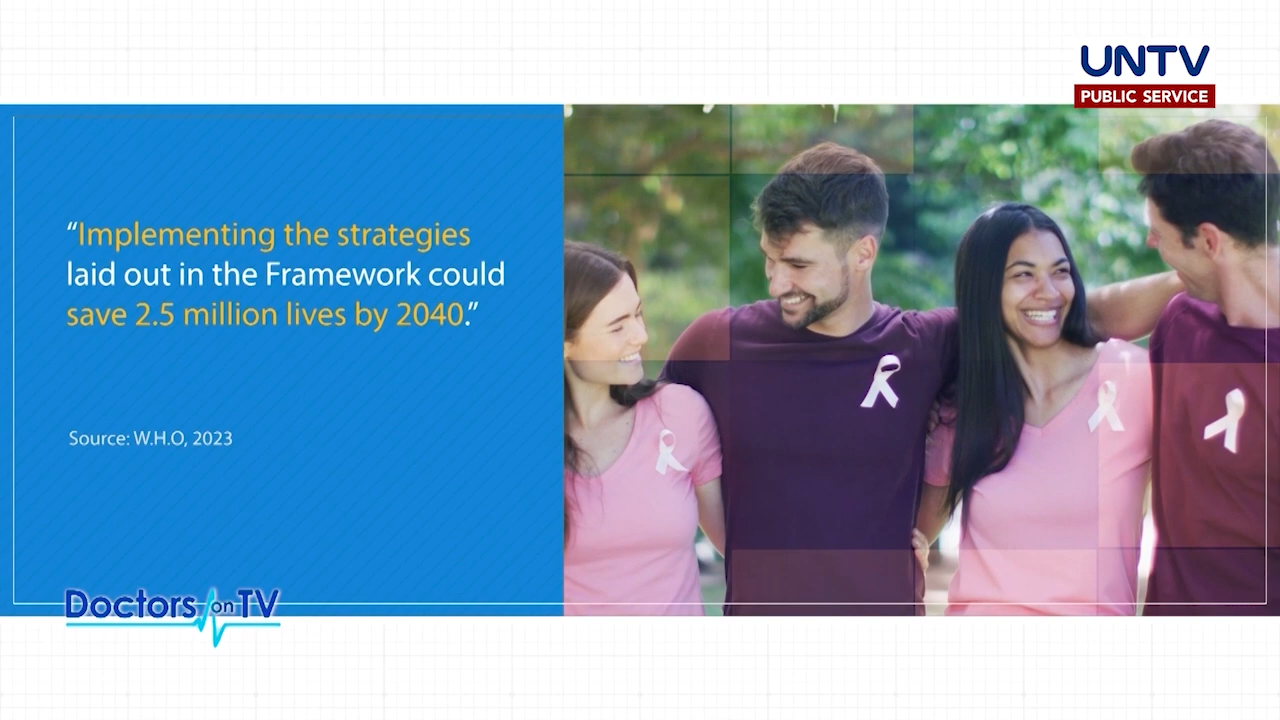 UNTV
PUBLIC SERVICE
“Implementing the strategies
laid out in the Framework could
save 2.5 million lives by 2040.”
Source: W.H.O, 2023
Doctors on TV